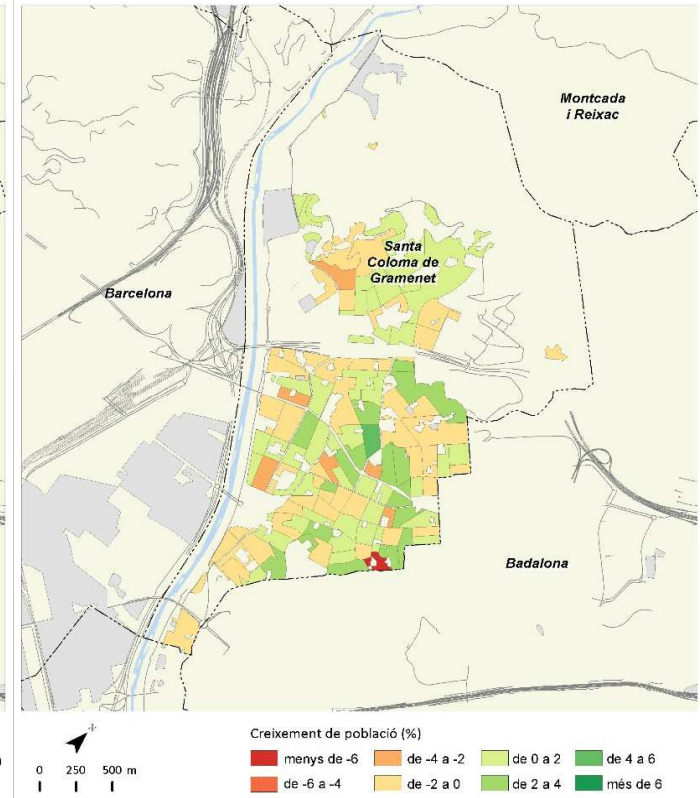 Montcada
i Reixac
Santa
Coloma de
Gramenet
Barcelona
Badalona
Creixement de població (%)
menys de -6
de -4 a -2
de 0 a 2
de 4 a 6
de -6 a -4
de -2 a 0
de 2 a 4
més de 6
0 250 500 m